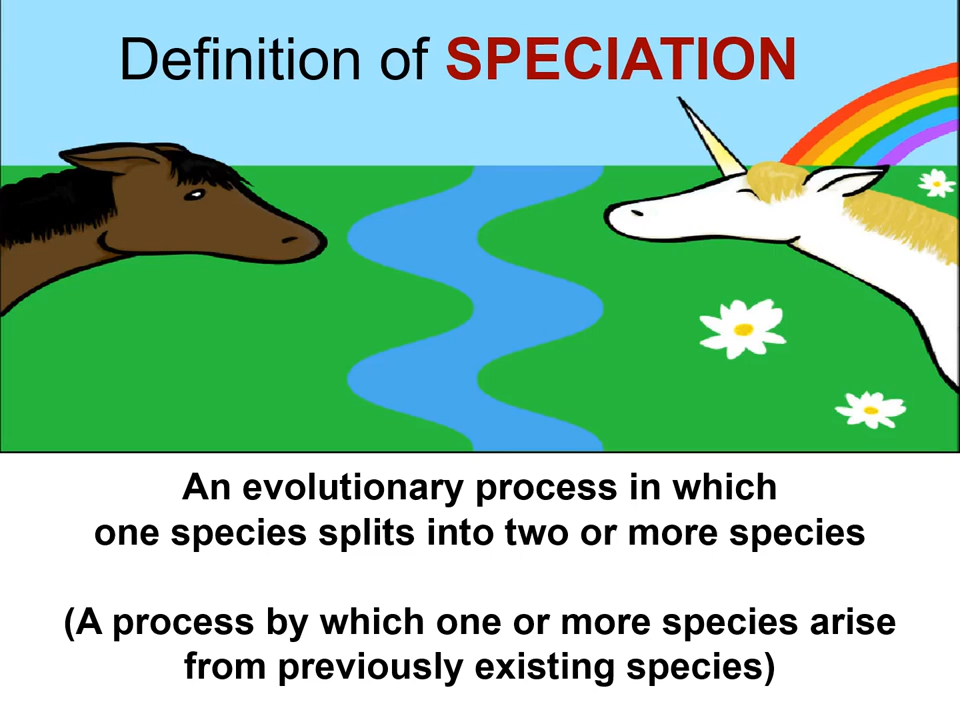 Definition of SPECIATION
An evolutionary process in which
one species splits into two or more species
(A process by which one or more species arise
from previously existing species)